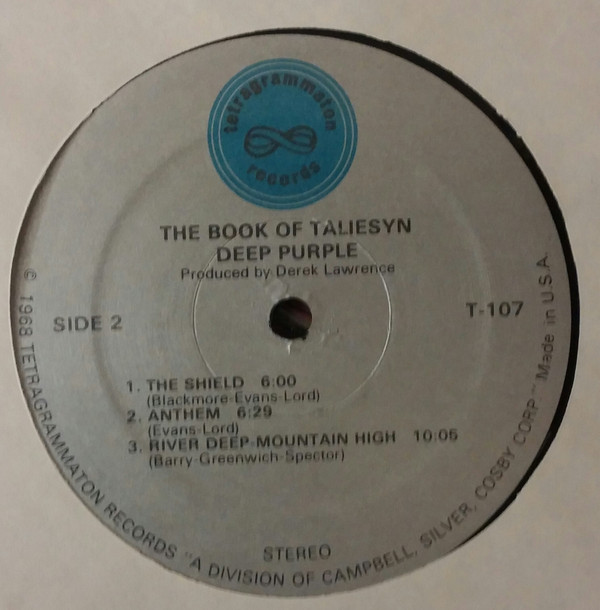 tetragrammaton
records
THE BOOK OF TALIESYN
DEEP PURPLE
Produced by Derek Lawrence
SIDE 2
T-107
1. THE SHIELD 6:00
(Blackmore-Evans-Lord)
2. ANTHEM 6:29
(Evans-Lord)
3. RIVER DEEP-MOUNTAIN HIGH 10:05
(Barry-Greenwich-Spector)
STEREO
© 1968 TETRAGRAMMATON RECORDS "A DIVISION OF CAMPBELL, SILVER, COSBY CORP." Made in U.S.A.